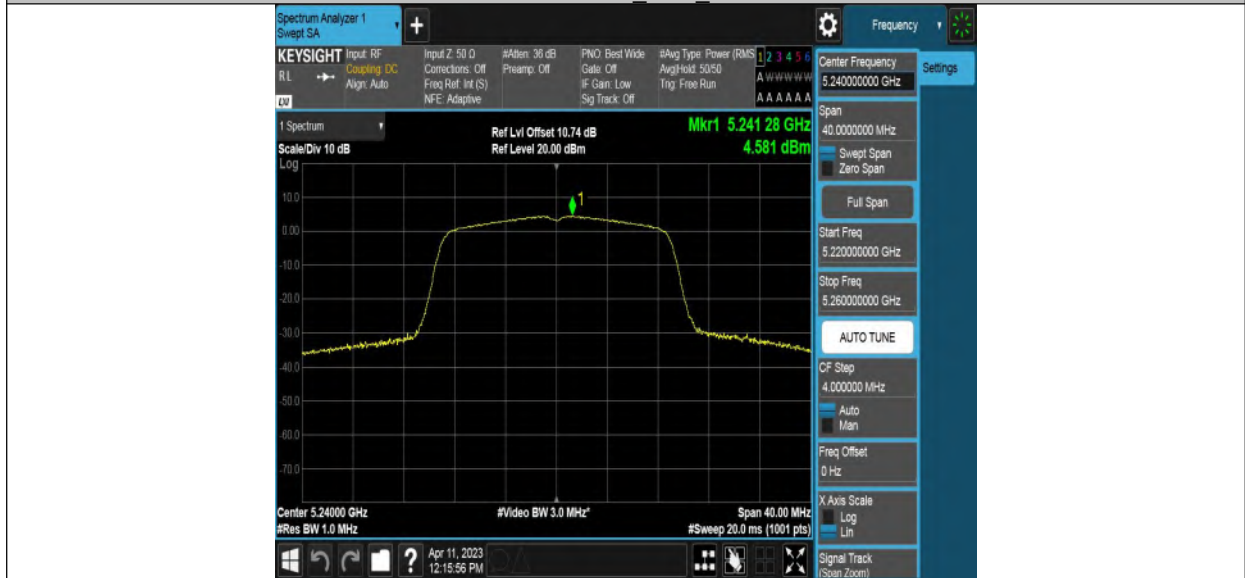 Spectrum Analyzer 1
Swept SA
+
Frequency
KEYSIGHT
RL
Input: RF
Coupling: DC
Align: Auto
Input Z: 50 Ω
Corrections: Off
Freq Ref: Int (S)
NFE: Adaptive
#Atten: 36 dB
Preamp: Off
PNO: Best Wide
Gate: Off
IF Gain: Low
Sig Track: Off
#Avg Type: Power (RMS
Avg|Hold: 50/50
Trig: Free Run
1 2 3 4 5 6
A W W W W W
A A A A A A
1 Spectrum
Scale/Div 10 dB
Log
Ref Lvl Offset 10.74 dB
Ref Level 20.00 dBm
Mkr1 5.241 28 GHz
4.581 dBm
1
10.0
0.00
-10.0
-20.0
-30.0
-40.0
-50.0
-60.0
-70.0
Center 5.24000 GHz
#Res BW 1.0 MHz
#Video BW 3.0 MHz*
Span 40.00 MHz
#Sweep 20.0 ms (1001 pts)
?
Apr 11, 2023
12:15:56 PM
Center Frequency
5.240000000 GHz
Settings
Span
40.0000000 MHz
Swept Span
Zero Span
Full Span
Start Freq
5.220000000 GHz
Stop Freq
5.260000000 GHz
AUTO TUNE
CF Step
4.000000 MHz
Auto
Man
Freq Offset
0 Hz
X Axis Scale
Log
Lin
Signal Track
(Span Zoom)